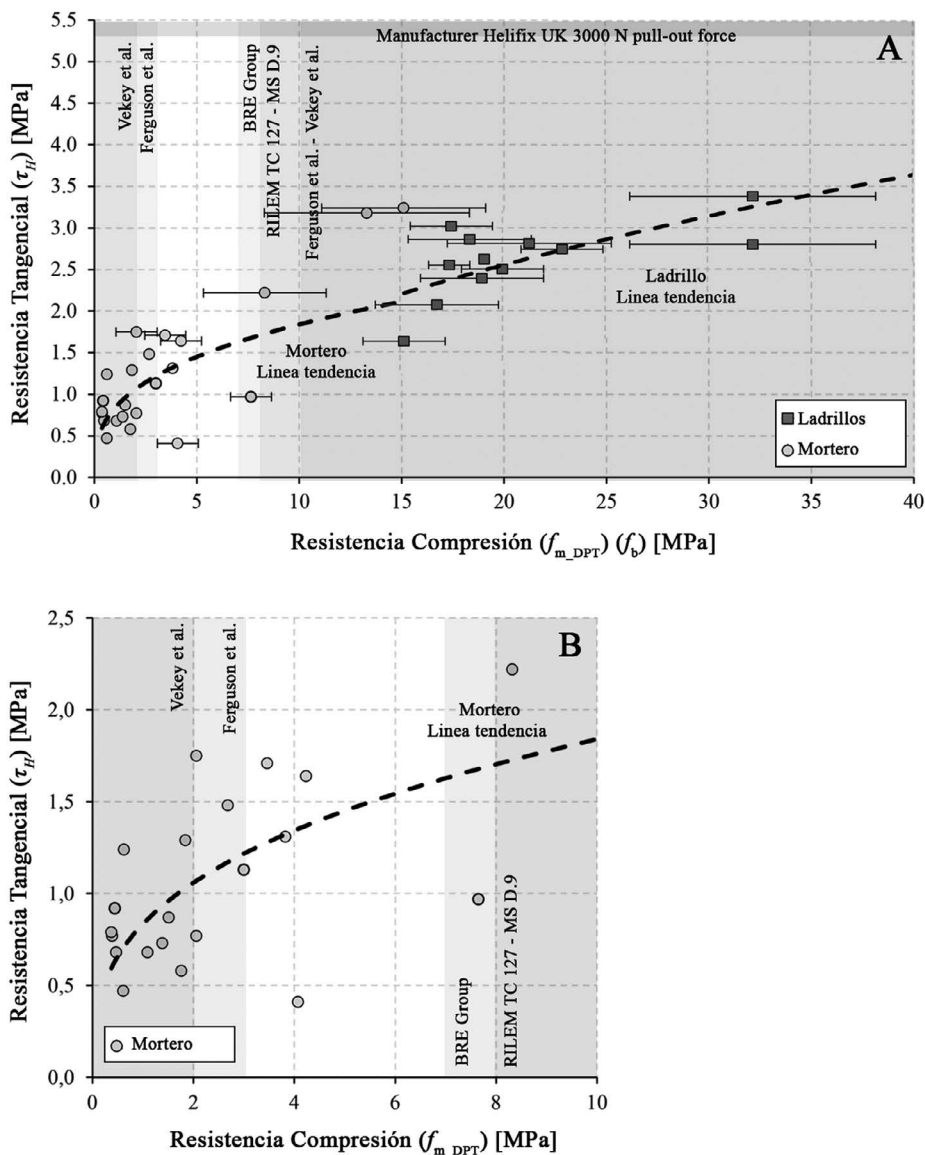 Manufacturer Helifix UK 3000 N pull-out force
A
Vekey et al.
Ferguson et al.
BRE Group
RILEM TC 127 - MS D.9
Ferguson et al. - Vekey et al.
5.5
5.0
4.5
4.0
3.5
3.0
2.5
2.0
1.5
1.0
0.5
0.0
Resistencia Tangencial (τH) [MPa]
Ladrillo
Linea tendencia
Mortero
Linea tendencia
Ladrillos
Mortero
0 5 10 15 20 25 30 35 40
Resistencia Compresión (fm_DPT) (fb) [MPa]
B
Vekey et al.
Ferguson et al.
Mortero
Linea tendencia
BRE Group
RILEM TC 127 - MS D.9
2,5
2,0
1,5
1,0
0,5
0,0
Resistencia Tangencial (τH) [MPa]
Mortero
0 2 4 6 8 10
Resistencia Compresión (fm_DPT) [MPa]